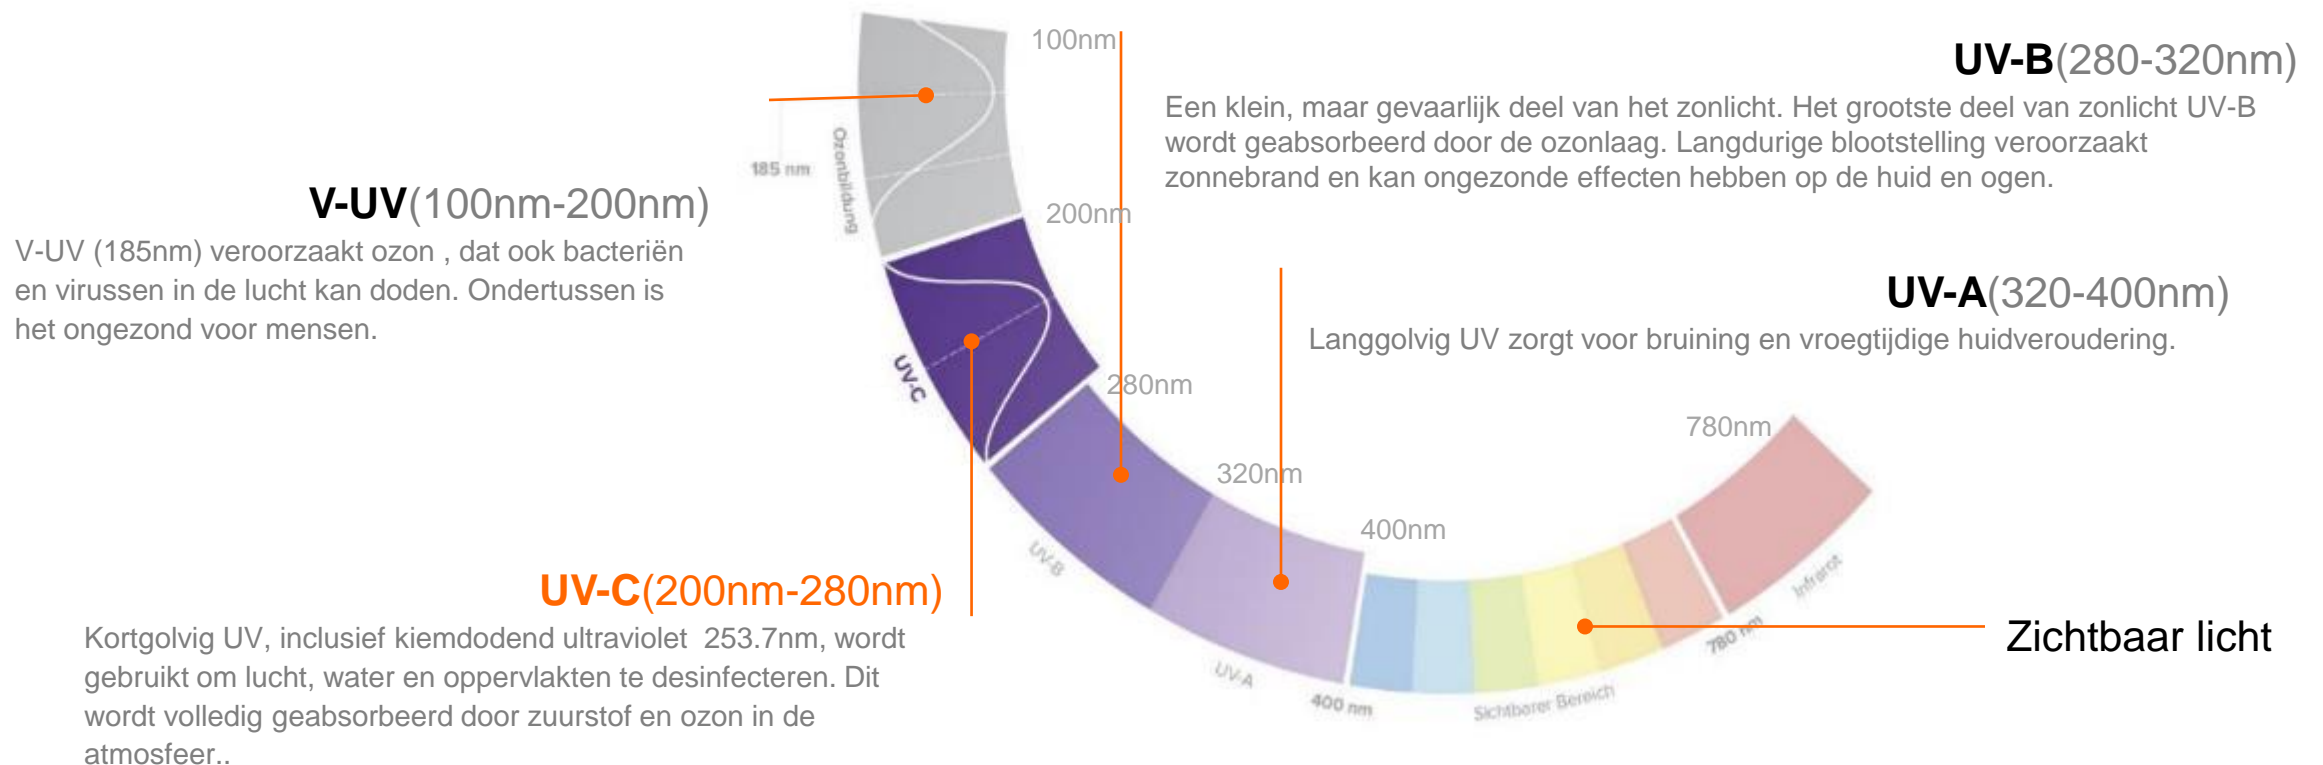 100nm
UV-B(280-320nm)
Een klein, maar gevaarlijk deel van het zonlicht. Het grootste deel van zonlicht UV-B
wordt geabsorbeerd door de ozonlaag. Langdurige blootstelling veroorzaakt
zonnebrand en kan ongezonde effecten hebben op de huid en ogen.
Ozonbildung
185 nm
V-UV(100nm-200nm)
V-UV (185nm) veroorzaakt ozon , dat ook bacteriën
en virussen in de lucht kan doden. Ondertussen is
het ongezond voor mensen.
200nm
UV-A(320-400nm)
Langgolvig UV zorgt voor bruining en vroegtijdige huidveroudering.
UV-C
280nm
780nm
320nm
400nm
UV-B
Infrarot
UV-C(200nm-280nm)
Kortgolvig UV, inclusief kiemdodend ultraviolet  253.7nm, wordt
gebruikt om lucht, water en oppervlakten te desinfecteren. Dit
wordt volledig geabsorbeerd door zuurstof en ozon in de
atmosfeer..
780 nm
Zichtbaar licht
UV-A
400 nm
Sichtbarer Bereich